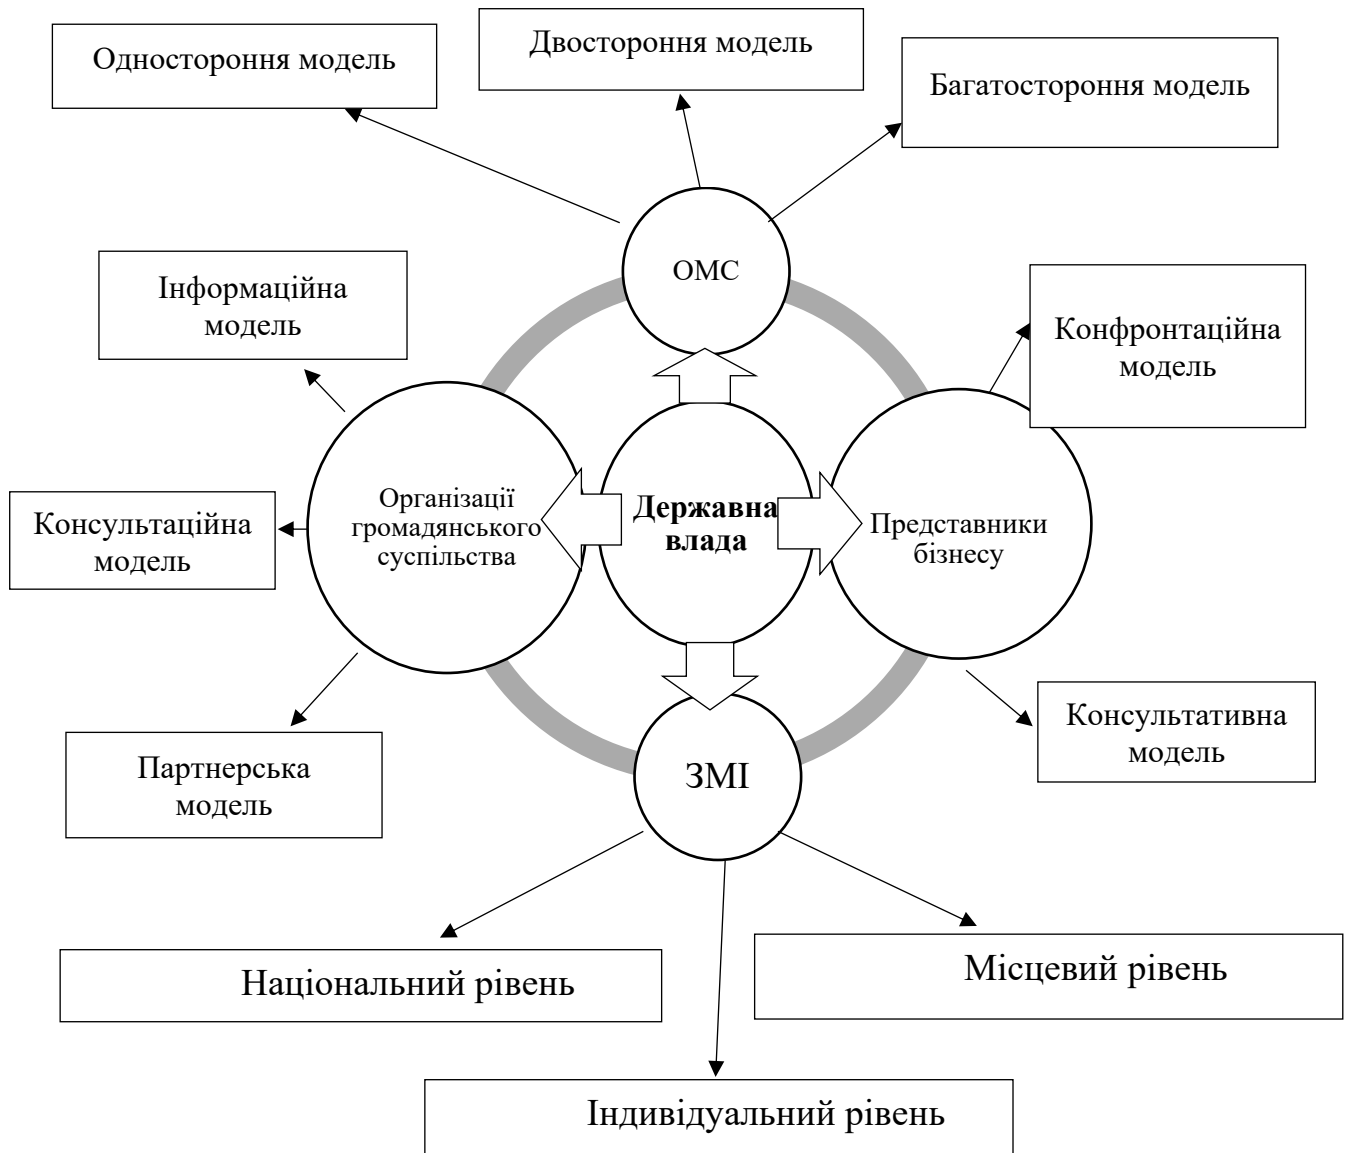 Одностороння модель
Двостороння модель
Багатостороння модель
ОМС
Інформаційна
модель
Конфронтаційна
модель
Організації
громадянського
суспільства
Державна
влада
Представники
бізнесу
Консультаційна
модель
Партнерська
модель
Консультативна
модель
ЗМІ
Національний рівень
Місцевий рівень
Індивідуальний рівень